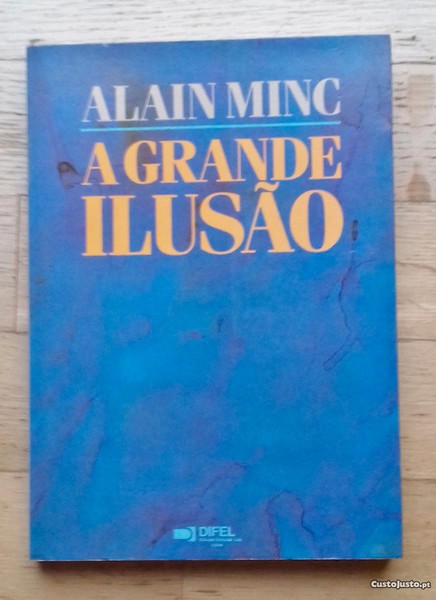 ALAIN MINC
A GRANDE
ILUSÃO
DIFEL
CustoJusto.pt